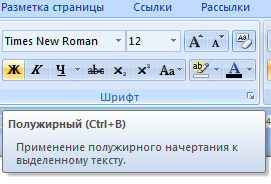 Разметка страницы Ссылки Рассылки
Times New Roman 12 А А
Ж К Ч abc x₂ x² Aa А
Шрифт
Полужирный (Ctrl+B)
Применение полужирного начертания к
выделенному тексту.